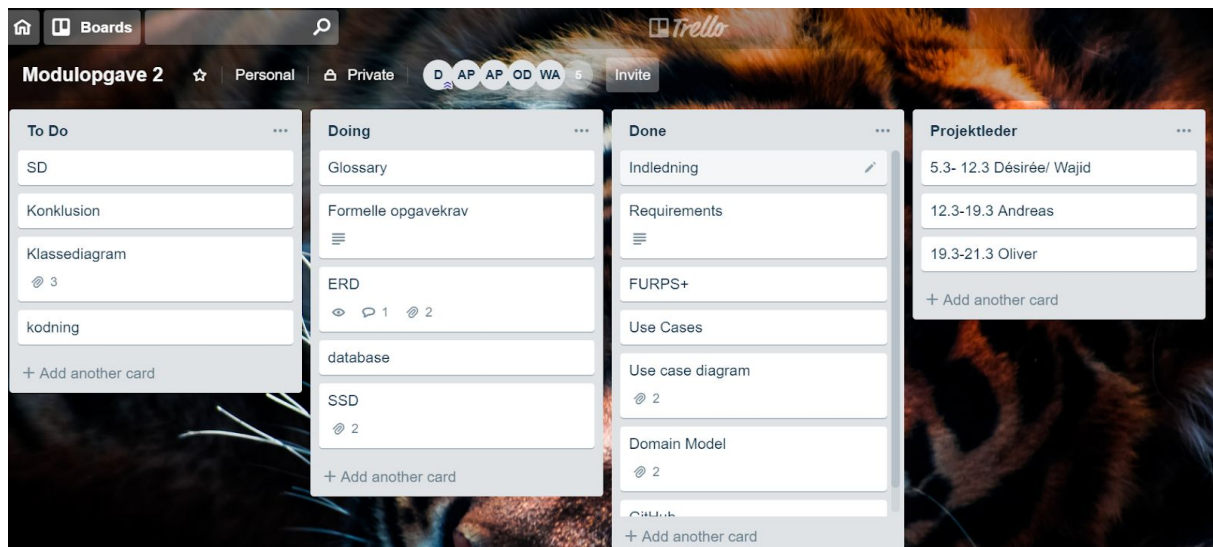 Boards
Trello
Modulopgave 2
Personal
Private
D
AP
AP
OD
WA
5
Invite
To Do
SD
Konklusion
Klassediagram
3
kodning
+ Add another card
Doing
Glossary
Formelle opgavekrav
ERD
1
2
database
SSD
2
+ Add another card
Done
Indledning
Requirements
FURPS+
Use Cases
Use case diagram
2
Domain Model
2
GitHub
+ Add another card
Projektleder
5.3- 12.3 Désirée/ Wajid
12.3-19.3 Andreas
19.3-21.3 Oliver
+ Add another card